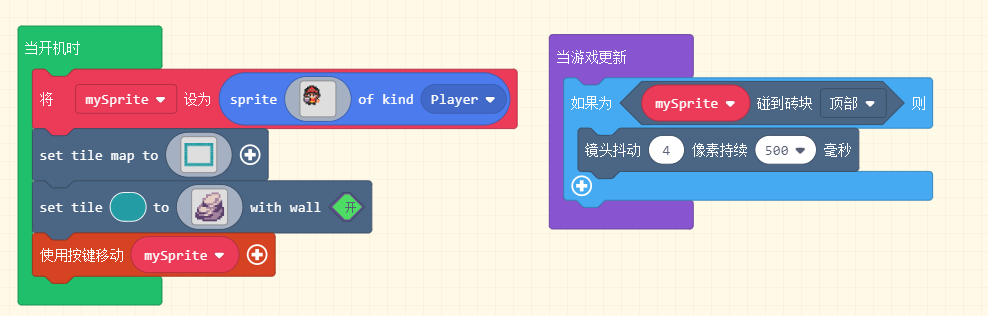 当开机时
将 mySprite 设为 sprite of kind Player
set tile map to
set tile to with wall 开
使用按键移动 mySprite
当游戏更新
如果为 mySprite 碰到砖块 顶部 则
镜头抖动 4 像素持续 500 毫秒